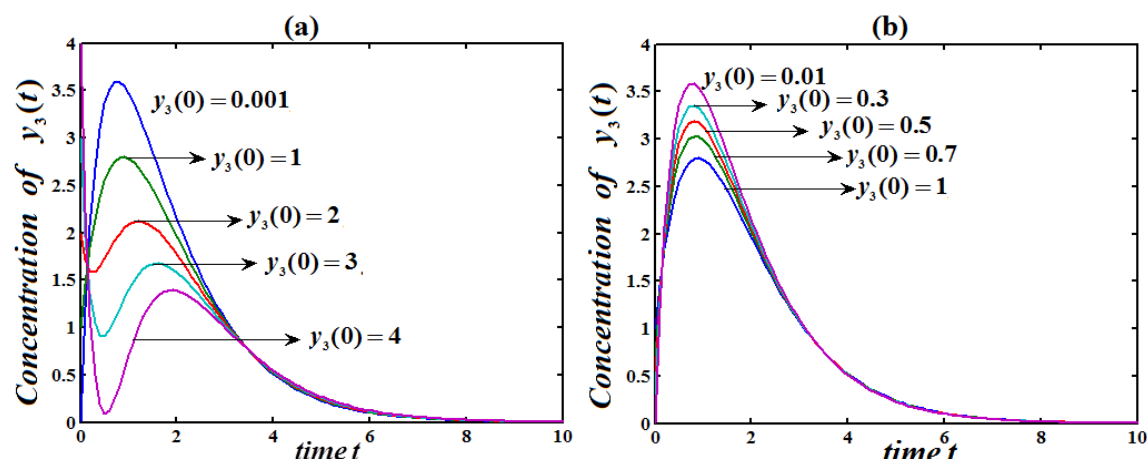 (a)
Concentration of y₃(t)
4
3.5
3
2.5
2
1.5
1
0.5
0
y₃(0) = 0.001
y₃(0) = 1
y₃(0) = 2
y₃(0) = 3
y₃(0) = 4
0 2 4 6 8 10
time t
(b)
Concentration of y₃(t)
4
3.5
3
2.5
2
1.5
1
0.5
0
y₃(0) = 0.01
y₃(0) = 0.3
y₃(0) = 0.5
y₃(0) = 0.7
y₃(0) = 1
0 2 4 6 8 10
time t